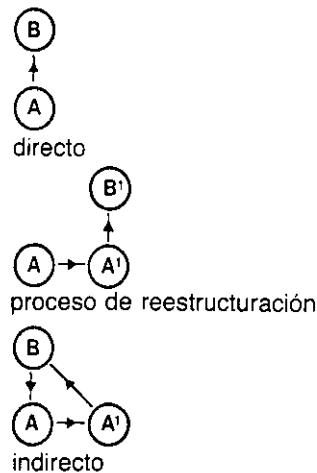 B
A
directo
B¹
A A¹
proceso de reestructuración
B
A A¹
indirecto